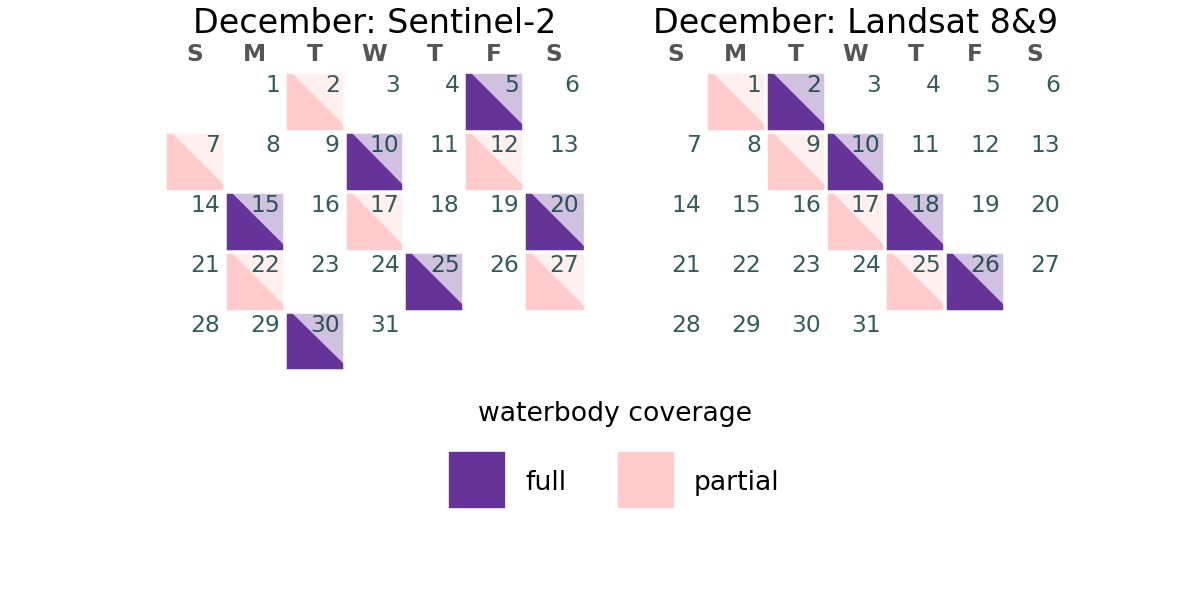 December: Sentinel-2
S M T W T F S
1 2 3 4 5 6
7 8 9 10 11 12 13
14 15 16 17 18 19 20
21 22 23 24 25 26 27
28 29 30 31
December: Landsat 8&9
S M T W T F S
1 2 3 4 5 6
7 8 9 10 11 12 13
14 15 16 17 18 19 20
21 22 23 24 25 26 27
28 29 30 31
waterbody coverage
full partial